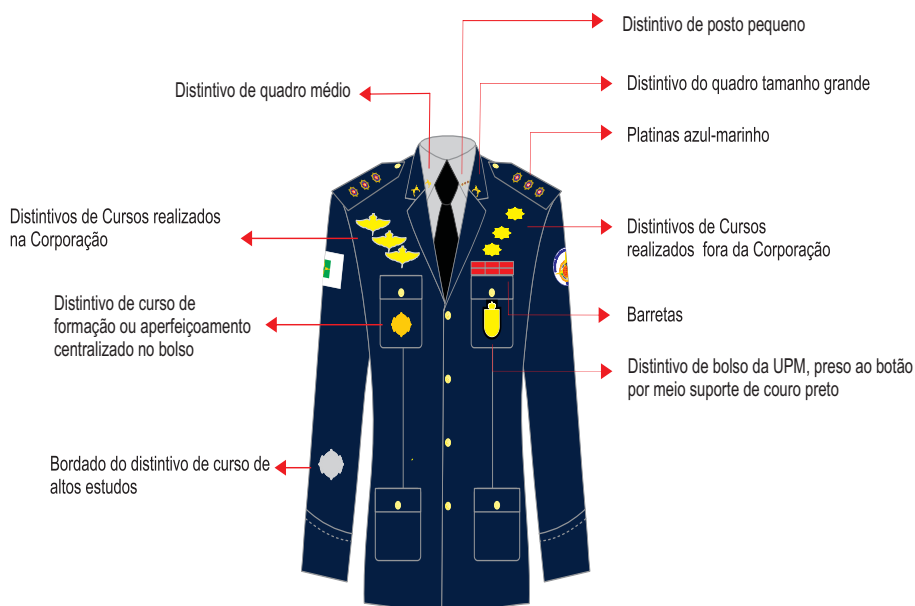 Distintivo de posto pequeno
Distintivo de quadro médio
Distintivo do quadro tamanho grande
Platinas azul-marinho
Distintivos de Cursos realizados
na Corporação
Distintivos de Cursos
realizados fora da Corporação
Distintivo de curso de
formação ou aperfeiçoamento
centralizado no bolso
Barretas
Distintivo de bolso da UPM, preso ao botão
por meio suporte de couro preto
Bordado do distintivo de curso de
altos estudos